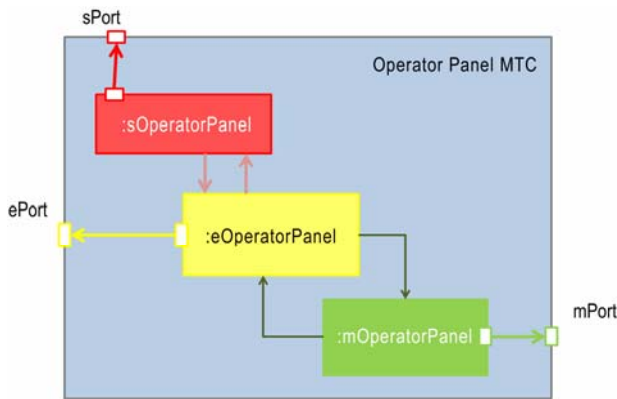 sPort
Operator Panel MTC
:sOperatorPanel
ePort
:eOperatorPanel
mPort
:mOperatorPanel